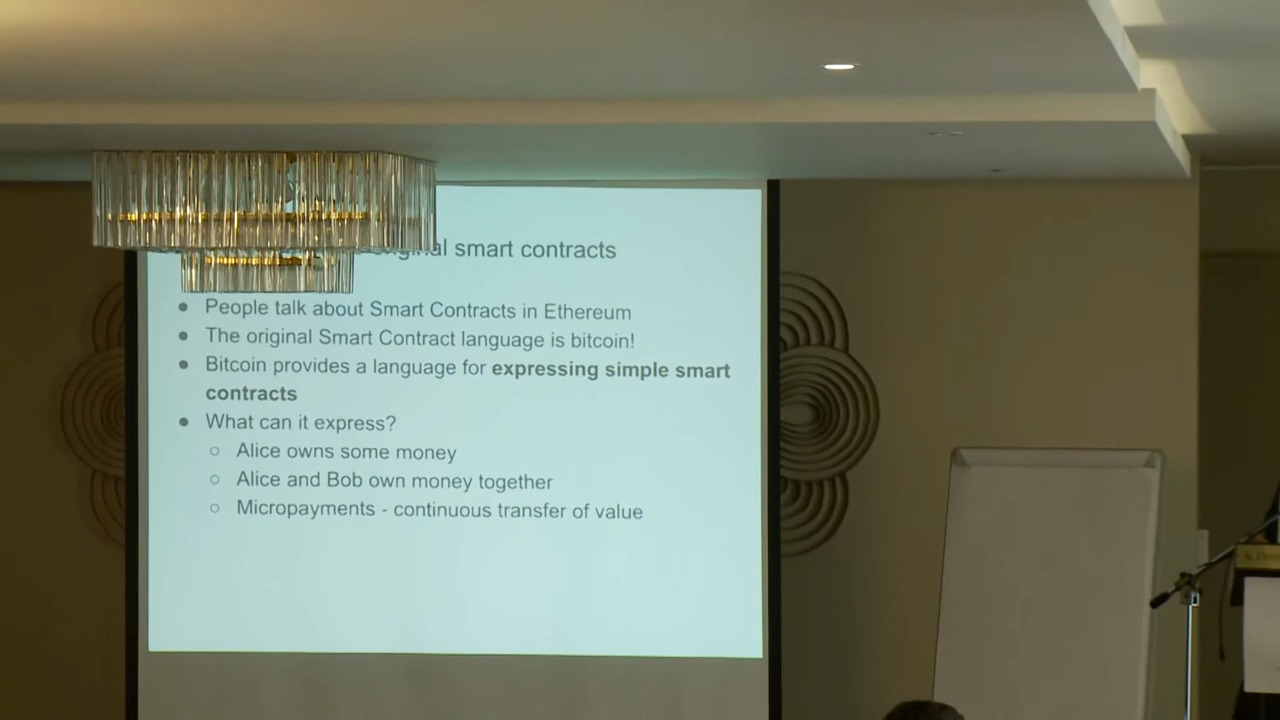 smart contracts
People talk about Smart Contracts in Ethereum
The original Smart Contract language is bitcoin!
Bitcoin provides a language for expressing simple smart
contracts
What can it express?
Alice owns some money
Alice and Bob own money together
Micropayments - continuous transfer of value